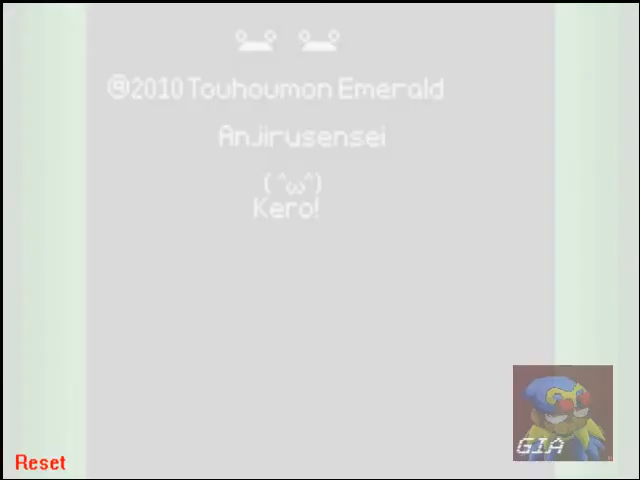 ©2010 Touhoumon Emerald
Anjirusensei
( ^ω^)
Kero!
GIA
Reset